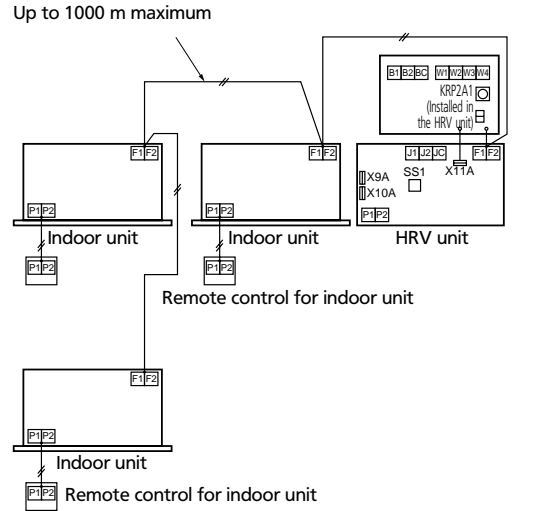 Up to 1000 m maximum
B1 B2 BC W1 W2 W3 W4
KRP2A1
(Installed in
the HRV unit)
F1 F2
F1 F2
J1 J2 JC
F1 F2
X9A
X10A
SS1
X11A
P1 P2
P1 P2
P1 P2
Indoor unit
Indoor unit
HRV unit
P1 P2
P1 P2
Remote control for indoor unit
F1 F2
P1 P2
Indoor unit
P1 P2
Remote control for indoor unit